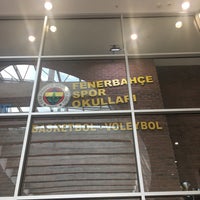 FENERBAHÇE
SPOR
OKULLARI
BASKETBOL - VOLEYBOL